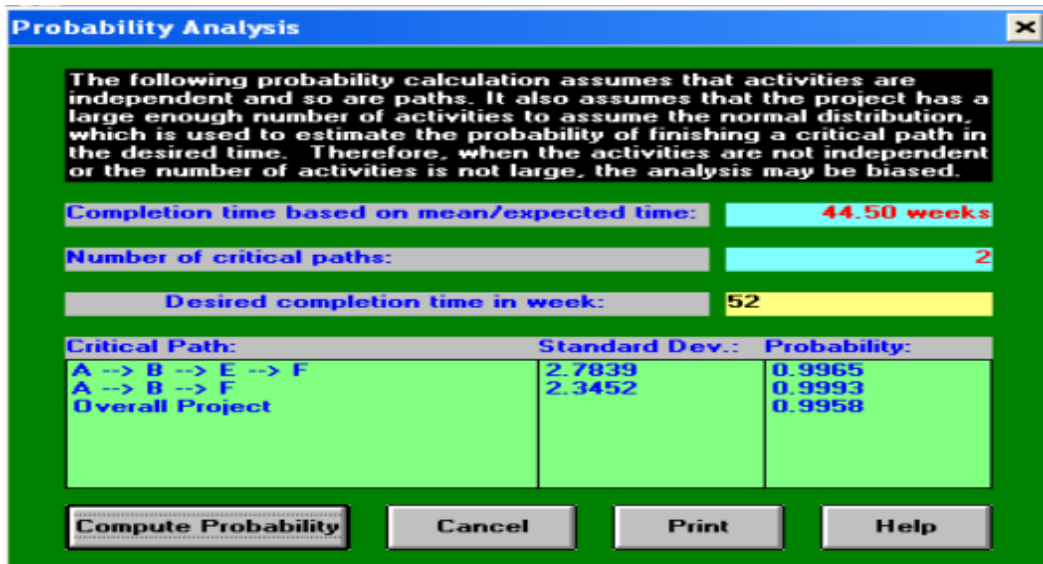 Probability Analysis
The following probability calculation assumes that activities are
independent and so are paths. It also assumes that the project has a
large enough number of activities to assume the normal distribution,
which is used to estimate the probability of finishing a critical path in
the desired time. Therefore, when the activities are not independent
or the number of activities is not large, the analysis may be biased.
Completion time based on mean/expected time: 44.50 weeks
Number of critical paths: 2
Desired completion time in week: 52
Critical Path: Standard Dev.: Probability:
A --> B --> E --> F 2.7839 0.9965
A --> B --> F 2.3452 0.9993
Overall Project 0.9958
Compute Probability Cancel Print Help